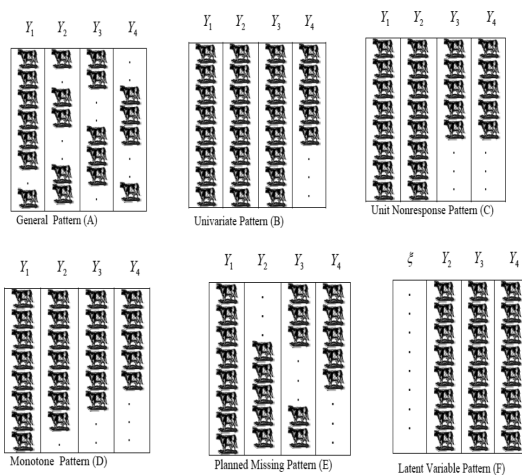 Y1 Y2 Y3 Y4
General Pattern (A)
Y1 Y2 Y3 Y4
Univariate Pattern (B)
Y1 Y2 Y3 Y4
Unit Nonresponse Pattern (C)
Y1 Y2 Y3 Y4
Monotone Pattern (D)
Y1 Y2 Y3 Y4
Planned Missing Pattern (E)
ξ Y2 Y3 Y4
Latent Variable Pattern (F)